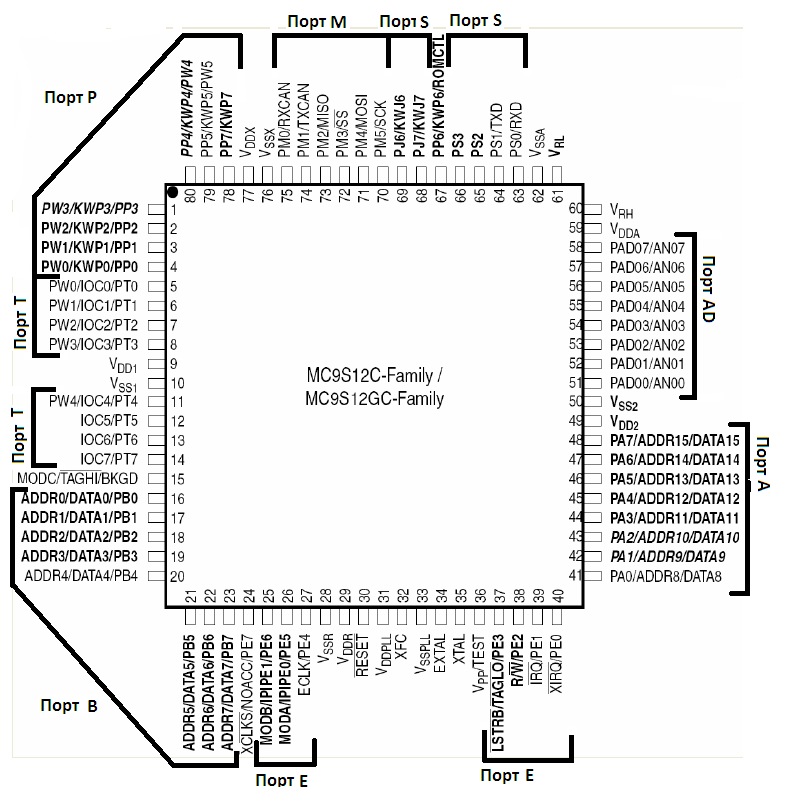 Порт M
Порт S
Порт S
Порт P
PP4/KWP4/PW4
PP5/KWP5/PW5
PP7/KWP7
VDDX
VSSX
PM0/RXCAN
PM1/TXCAN
PM2/MISO
PM3/SS
PM4/MOSI
PM5/SCK
PJ6/KWJ6
PJ7/KWJ7
PP6/KWP6/ROMCTL
PS3
PS2
PS1/TXD
PS0/RXD
VSSA
VRL
80 79 78 77 76 75 74 73 72 71 70 69 68 67 66 65 64 63 62 61
PW3/KWP3/PP3 1
PW2/KWP2/PP2 2
PW1/KWP1/PP1 3
PW0/KWP0/PP0 4
Порт T
PW0/IOC0/PT0 5
PW1/IOC1/PT1 6
PW2/IOC2/PT2 7
PW3/IOC3/PT3 8
VDD1 9
VSS1 10
Порт T
PW4/IOC4/PT4 11
IOC5/PT5 12
IOC6/PT6 13
IOC7/PT7 14
MODC/TAGHI/BKGD 15
ADDR0/DATA0/PB0 16
ADDR1/DATA1/PB1 17
ADDR2/DATA2/PB2 18
ADDR3/DATA3/PB3 19
ADDR4/DATA4/PB4 20
MC9S12C-Family /
MC9S12GC-Family
60 VRH
59 VDDA
58 PAD07/AN07
57 PAD06/AN06
56 PAD05/AN05
55 PAD04/AN04
54 PAD03/AN03
53 PAD02/AN02
52 PAD01/AN01
51 PAD00/AN00
Порт AD
50 VSS2
49 VDD2
48 PA7/ADDR15/DATA15
47 PA6/ADDR14/DATA14
46 PA5/ADDR13/DATA13
45 PA4/ADDR12/DATA12
44 PA3/ADDR11/DATA11
43 PA2/ADDR10/DATA10
42 PA1/ADDR9/DATA9
41 PA0/ADDR8/DATA8
Порт A
21 22 23 24 25 26 27 28 29 30 31 32 33 34 35 36 37 38 39 40
ADDR5/DATA5/PB5
ADDR6/DATA6/PB6
ADDR7/DATA7/PB7
XCLKS/NOACC/PE7
MODB/IPIPE1/PE6
MODA/IPIPE0/PE5
ECLK/PE4
VSSR
VDDR
RESET
VDDPLL
XFC
VSSPLL
EXTAL
XTAL
VPP/TEST
LSTRB/TAGLO/PE3
R/W/PE2
IRQ/PE1
XIRQ/PE0
Порт B
Порт E
Порт E